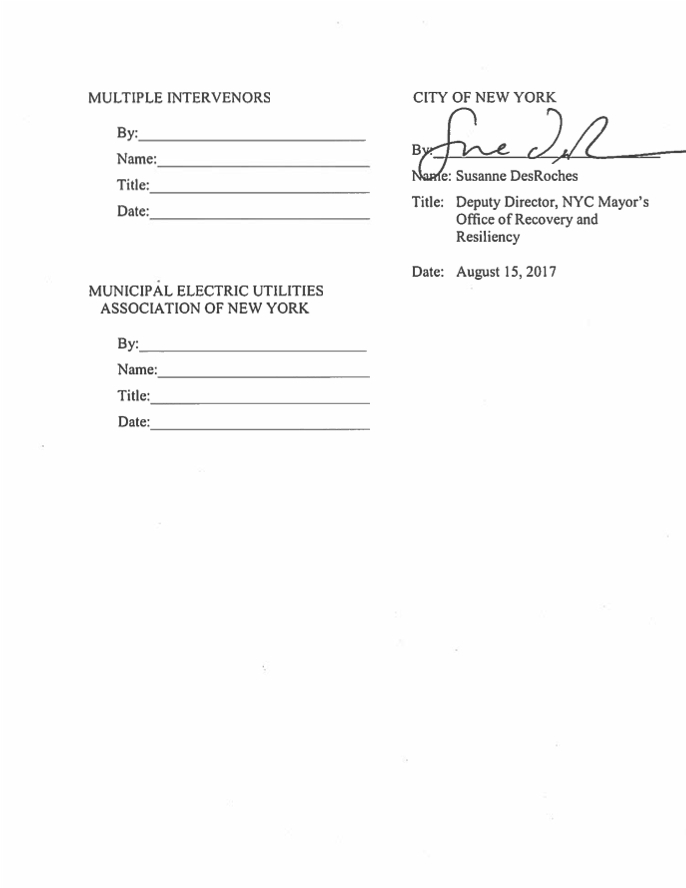 MULTIPLE INTERVENORS
By:
Name:
Title:
Date:
CITY OF NEW YORK
By:
Name: Susanne DesRoches
Title: Deputy Director, NYC Mayor's
Office of Recovery and
Resiliency
Date: August 15, 2017
MUNICIPAL ELECTRIC UTILITIES
ASSOCIATION OF NEW YORK
By:
Name:
Title:
Date: